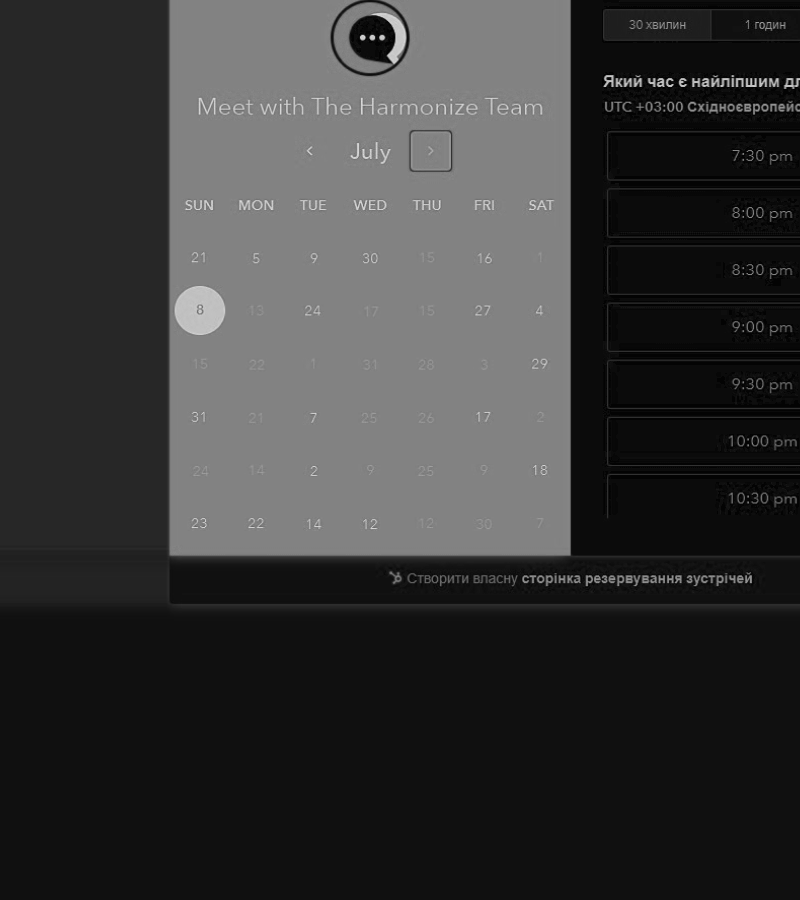 Meet with The Harmonize Team
July
SUN MON TUE WED THU FRI SAT
21 5 9 30 15 16 1
8 13 24 17 15 27 4
15 22 1 31 28 3 29
31 21 7 25 26 17 2
24 14 2 9 25 9 18
23 22 14 12 12 30 7
30 хвилин 1 годин
Який час є найліпшим
UTC +03:00
7:30 pm
8:00 pm
8:30 pm
9:00 pm
9:30 pm
10:00 pm
10:30 pm
Створити власну сторінка резервування зустрічей